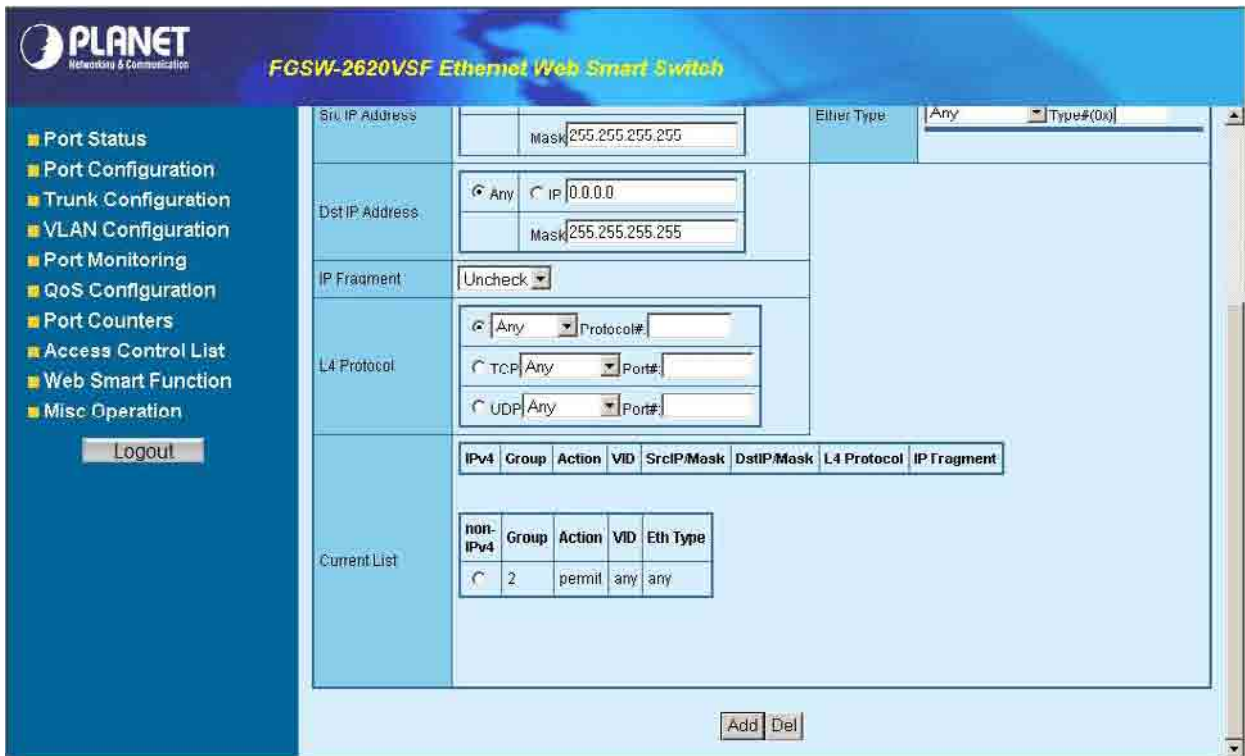 PLANET
Networking & Communication
FGSW-2620VSF Ethernet Web Smart Switch
Port Status
Port Configuration
Trunk Configuration
VLAN Configuration
Port Monitoring
QoS Configuration
Port Counters
Access Control List
Web Smart Function
Misc Operation
Logout
Src IP Address
Mask 255.255.255.255
Ether Type
Any Type#(0x)
Dst IP Address
Any IP 0.0.0.0
Mask 255.255.255.255
IP Fragment
Uncheck
L4 Protocol
Any Protocol#:
TCP Any Port#:
UDP Any Port#:
Current List
IPv4 Group Action VID SrcIP/Mask DstIP/Mask L4 Protocol IP Fragment
non-IPv4 Group Action VID Eth Type
2 permit any any
Add Del